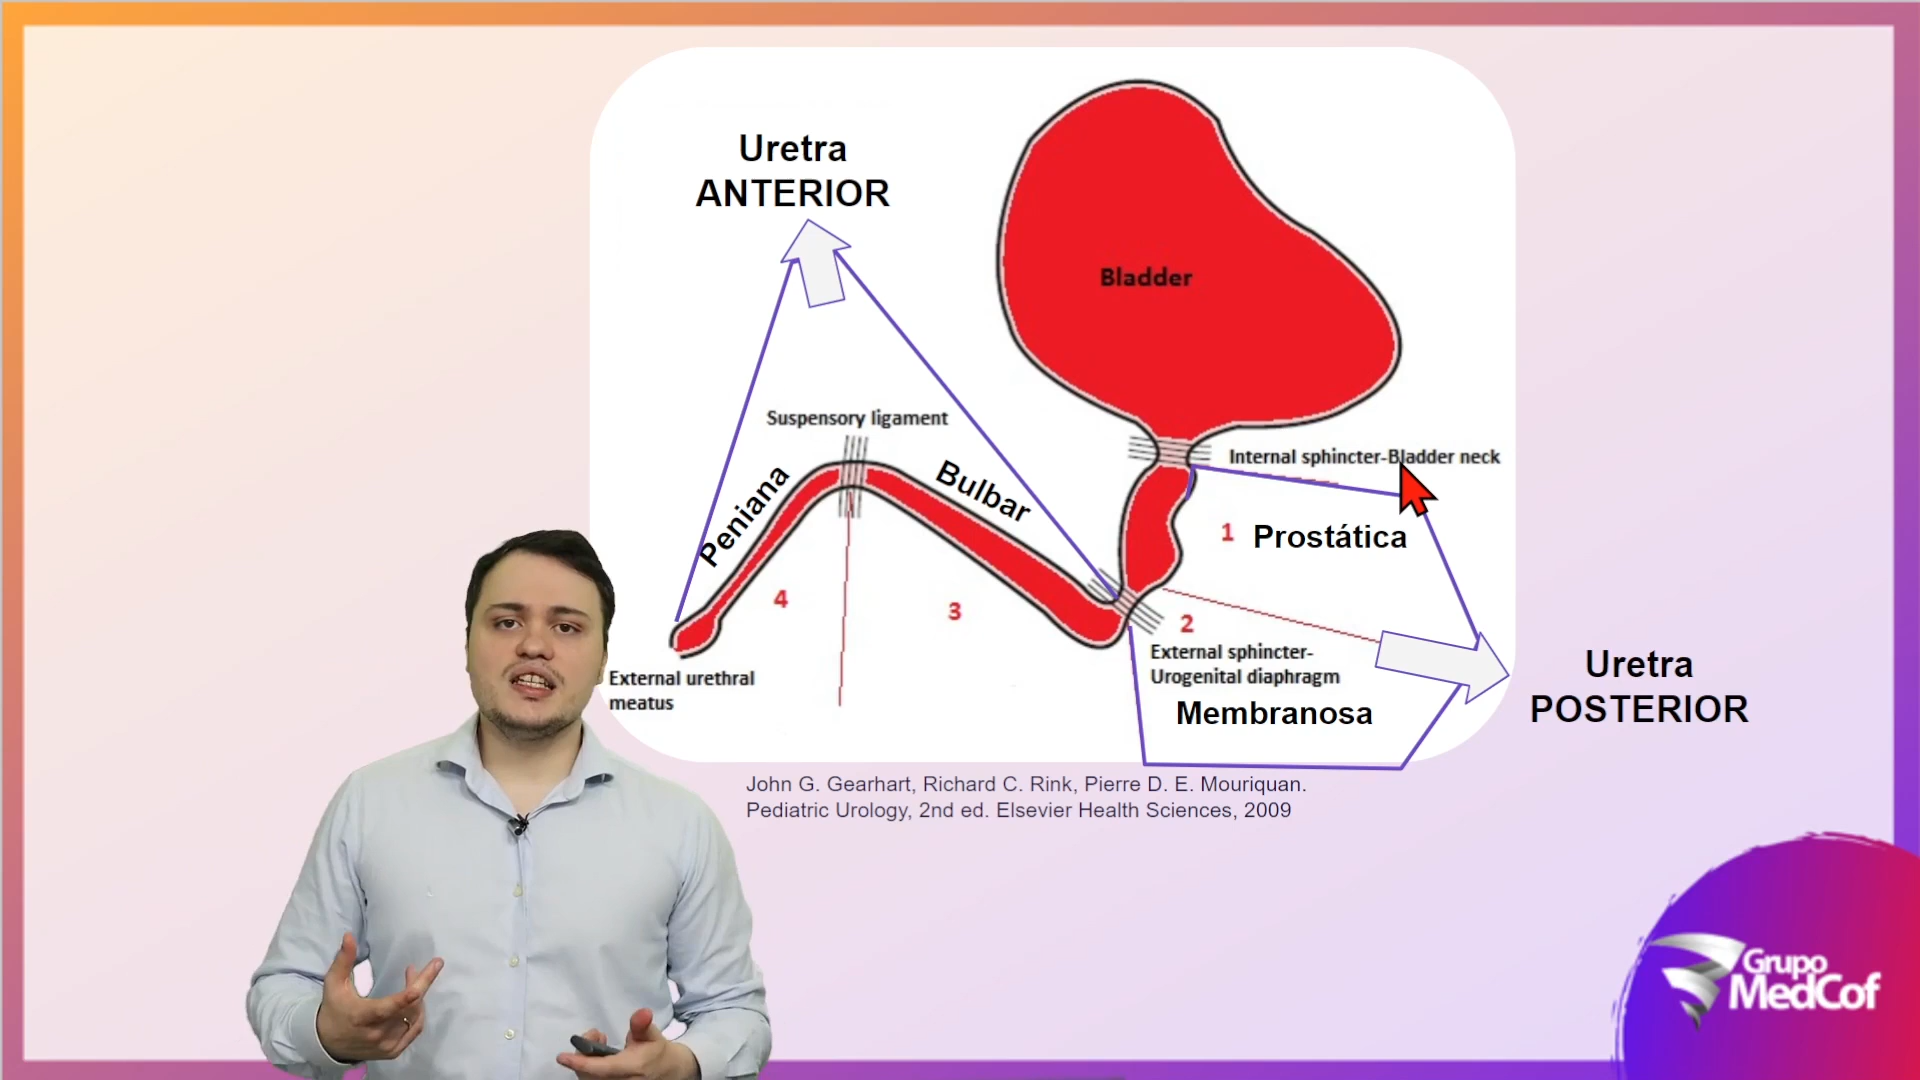 Uretra
ANTERIOR
Bladder
Suspensory ligament
Internal sphincter-Bladder neck
Peniana
Bulbar
1 Prostática
4
3
2
External sphincter-
Urogenital diaphragm
Membranosa
External urethral
meatus
Uretra
POSTERIOR
John G. Gearhart, Richard C. Rink, Pierre D. E. Mouriquan.
Pediatric Urology, 2nd ed. Elsevier Health Sciences, 2009
Grupo
MedCof